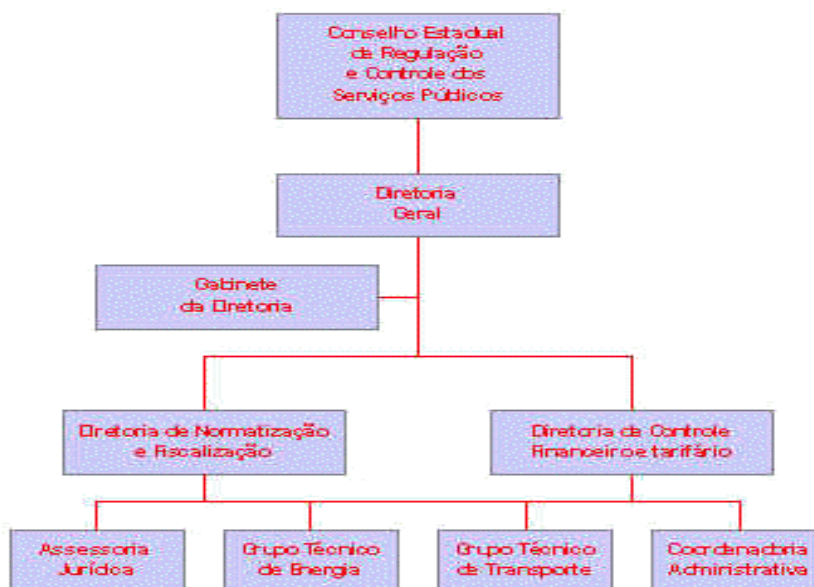 Conselho Estadual
de Regulação
e Controle dos
Serviços Públicos
Diretoria
Geral
Gabinete
da Diretoria
Diretoria de Normatização
e Fiscalização
Diretoria de Controle
Financeiro e tarifário
Assessoria
Jurídica
Grupo Técnico
de Energia
Grupo Técnico
de Transporte
Coordenadoria
Administrativa